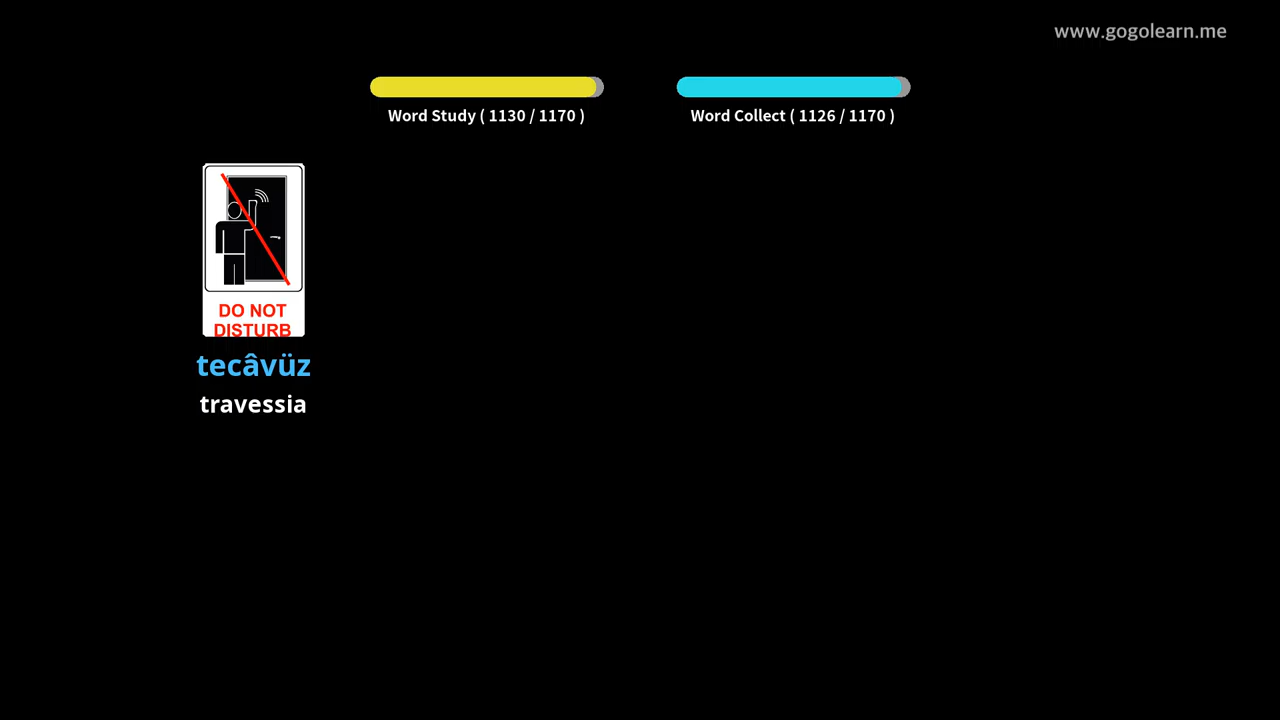 www.gogolearn.me
Word Study ( 1130 / 1170 )
Word Collect ( 1126 / 1170 )
DO NOT
DISTURB
tecâvüz
travessia